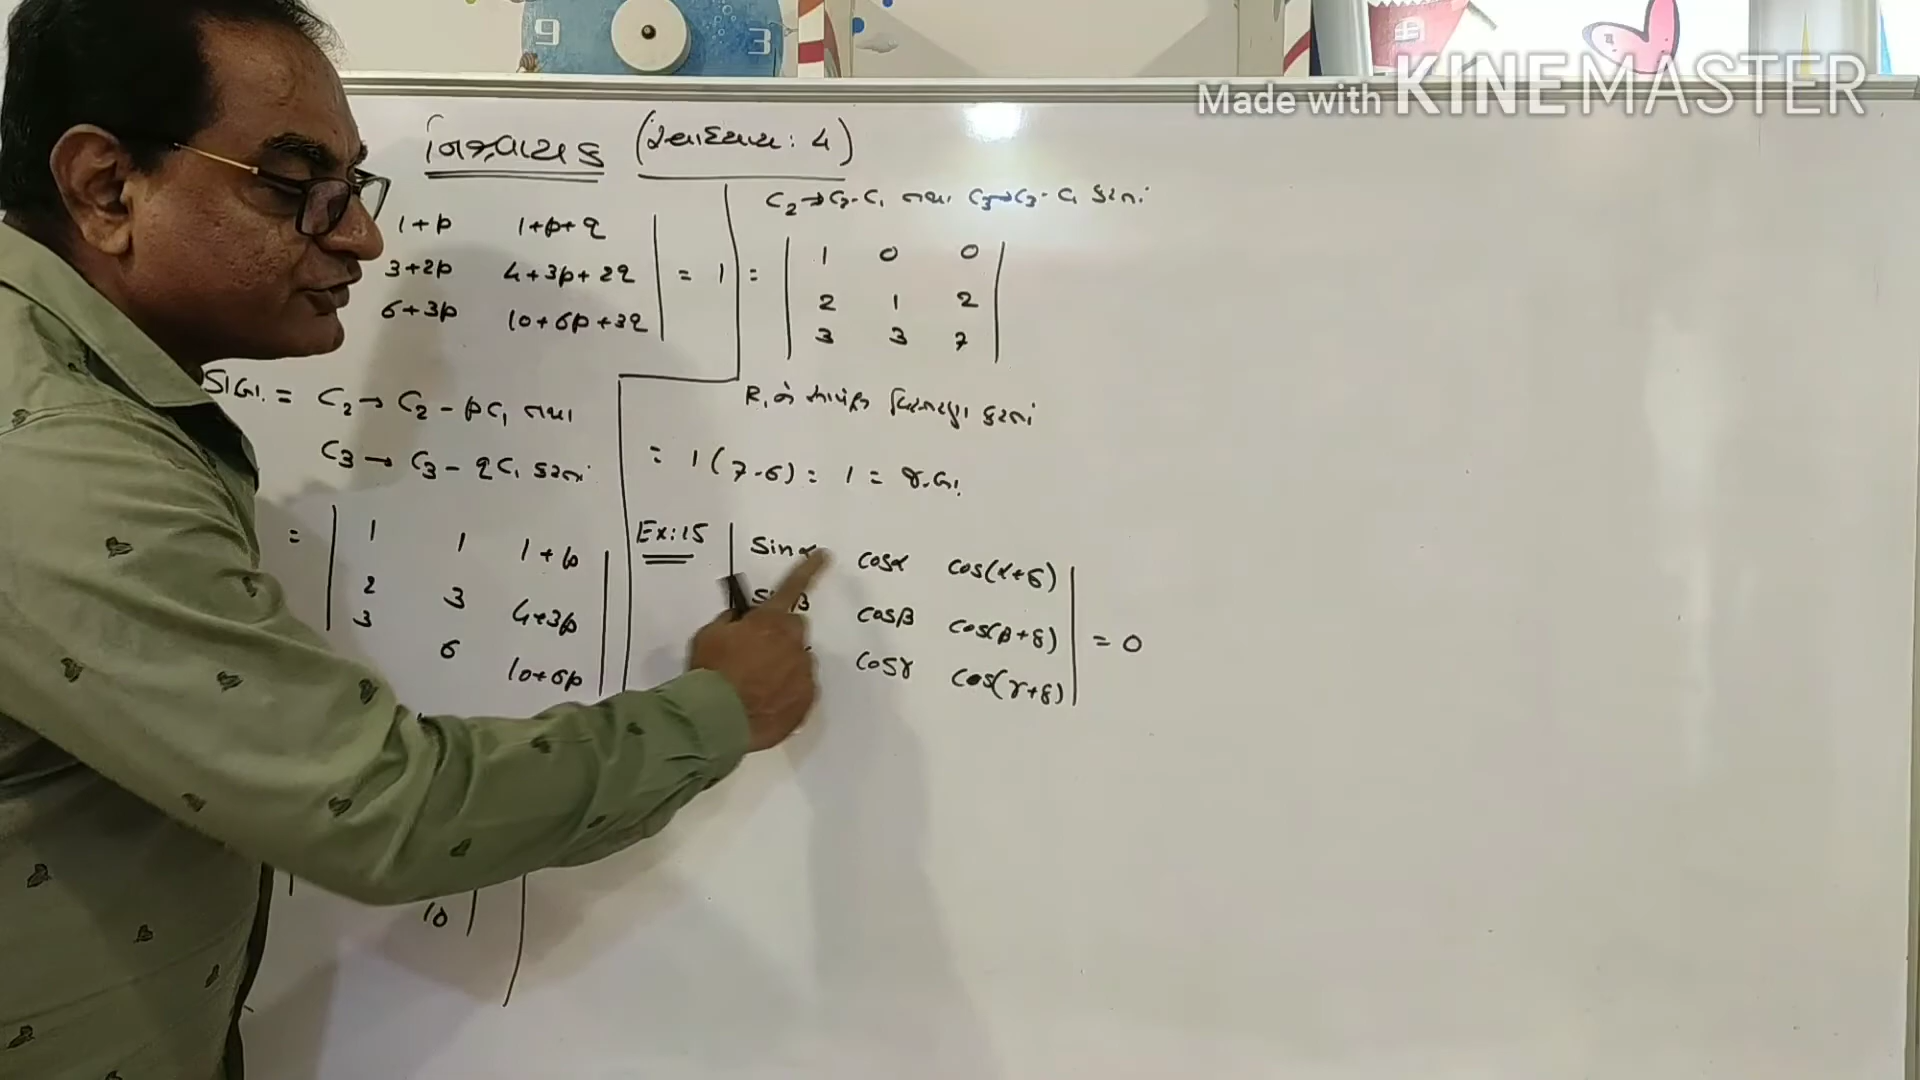 Made with KINEMASTER
9 3
નિશ્ચાયક (સ્વાધ્યાય: 4)
1+p 1+p+q
3+2p 4+3p+2q = 1
6+3p 10+6p+3q
ડા.બા. = C₂→ C₂ - pC₁ તથા
C₃→ C₃ - qC₁ કરતાં
= 1 1 1+p
2 3 4+3p
3 6 10+6p
10
C₂→C₂-C₁ તથા C₃→C₃-C₁ કરતાં
= 1 0 0
2 1 2
3 3 7
R₁ ને સાપેક્ષ વિસ્તરણ કરતાં
= 1(7-6) = 1 = જ.બા.
Ex:15 sinα cosα cos(α+δ)
cosβ cos(β+δ) = 0
cosγ cos(γ+δ)